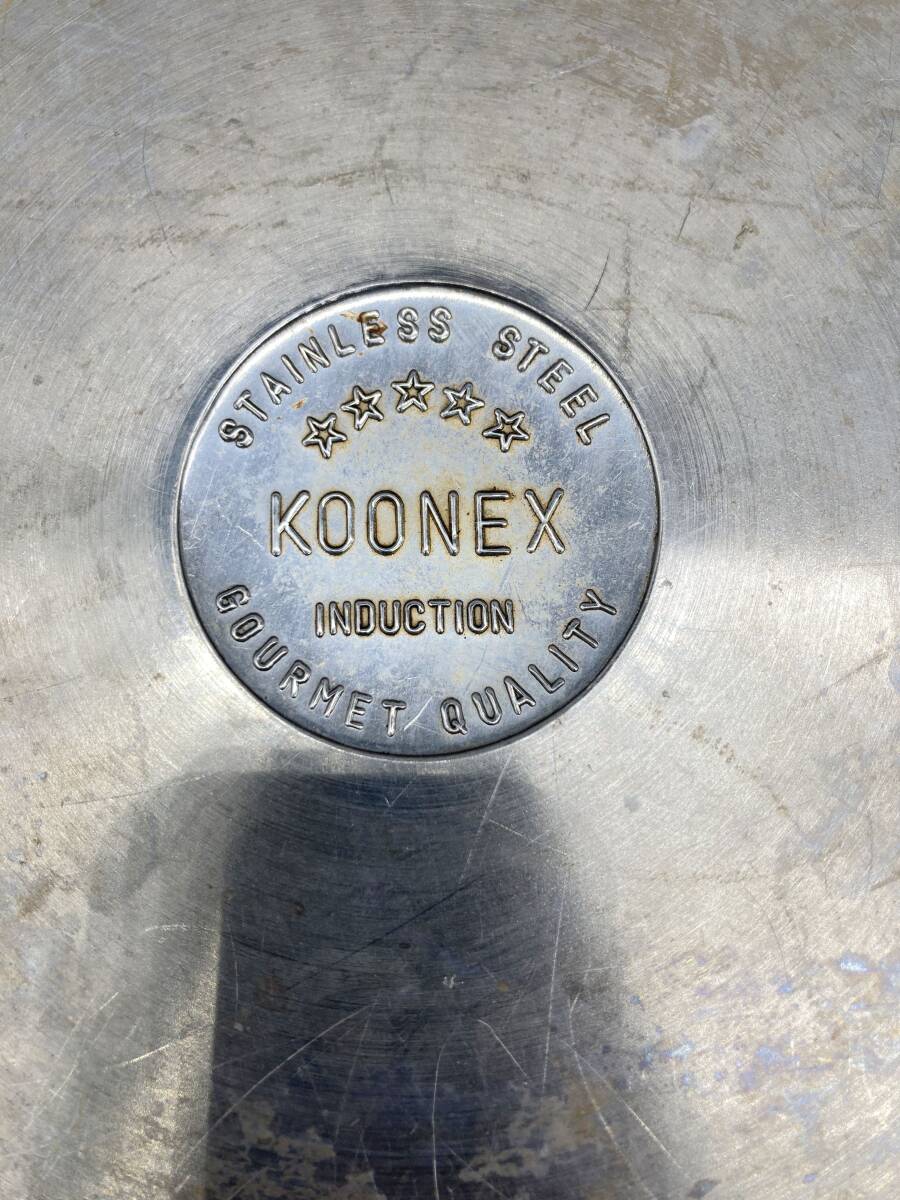 STAINLESS STEEL
KOONEX
INDUCTION
GOURMET QUALITY